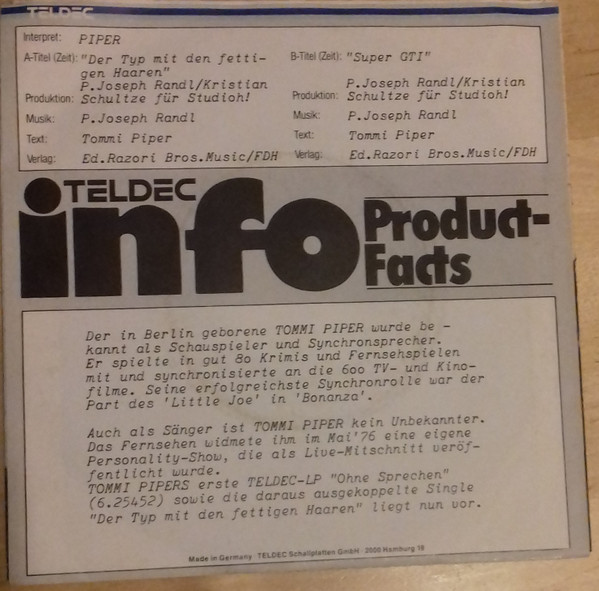 TELDEC
Interpret: PIPER
A-Titel (Zeit): "Der Typ mit den fetti-
gen Haaren"
P.Joseph Randl/Kristian
Produktion: Schultze für Studioh!
Musik: P.Joseph Randl
Text: Tommi Piper
Verlag: Ed.Razori Bros.Music/FDH
B-Titel (Zeit): "Super GTI"
P.Joseph Randl/Kristian
Produktion: Schultze für Studioh!
Musik: P.Joseph Randl
Text: Tommi Piper
Verlag: Ed.Razori Bros.Music/FDH
TELDEC
info
Product-
Facts
Der in Berlin geborene TOMMI PIPER wurde be -
kannt als Schauspieler und Synchronsprecher.
Er spielte in gut 80 Krimis und Fernsehspielen
mit und synchronisierte an die 600 TV- und Kino-
filme. Seine erfolgreichste Synchronrolle war der
Part des 'Little Joe' in 'Bonanza'.
Auch als Sänger ist TOMMI PIPER kein Unbekannter.
Das Fernsehen widmete ihm im Mai'76 eine eigene
Personality-Show, die als Live-Mitschnitt veröf-
fentlicht wurde.
TOMMI PIPERS erste TELDEC-LP "Ohne Sprechen"
(6.25452) sowie die daraus ausgekoppelte Single
"Der Typ mit den fettigen Haaren" liegt nun vor.
Made in Germany · TELDEC Schallplatten GmbH · 2000 Hamburg 19